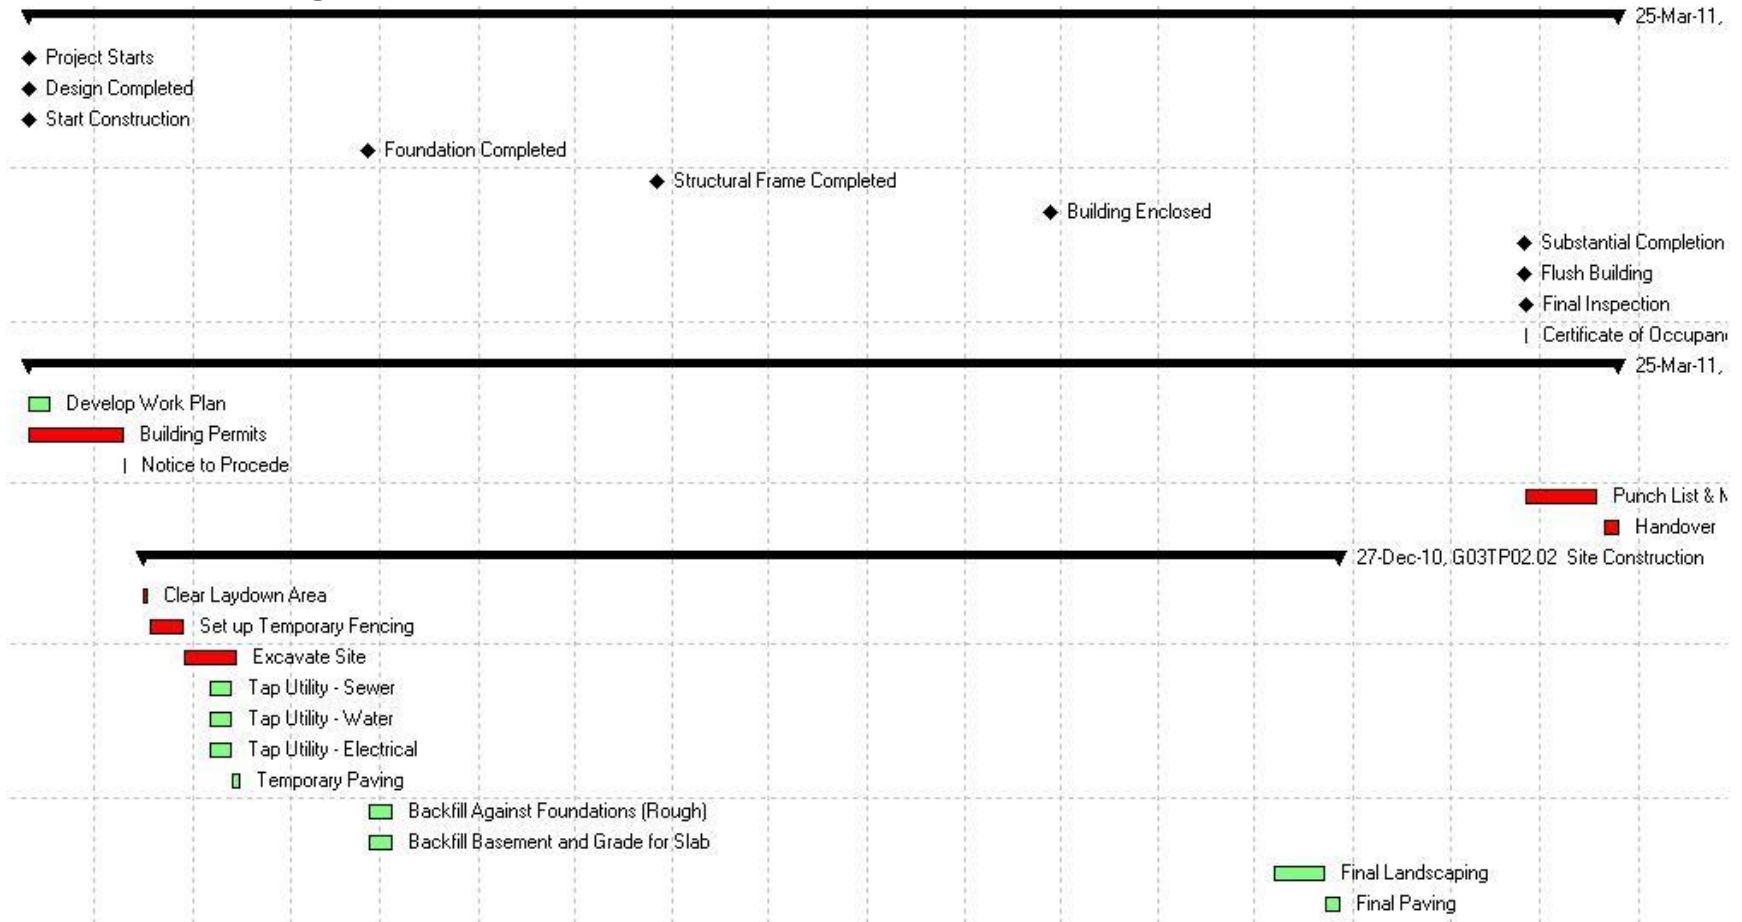 25-Mar-11,
Project Starts
Design Completed
Start Construction
Foundation Completed
Structural Frame Completed
Building Enclosed
Substantial Completion
Flush Building
Final Inspection
Certificate of Occupan
25-Mar-11,
Develop Work Plan
Building Permits
Notice to Procede
Punch List &
Handover
27-Dec-10, G03TP02.02 Site Construction
Clear Laydown Area
Set up Temporary Fencing
Excavate Site
Tap Utility - Sewer
Tap Utility - Water
Tap Utility - Electrical
Temporary Paving
Backfill Against Foundations (Rough)
Backfill Basement and Grade for Slab
Final Landscaping
Final Paving